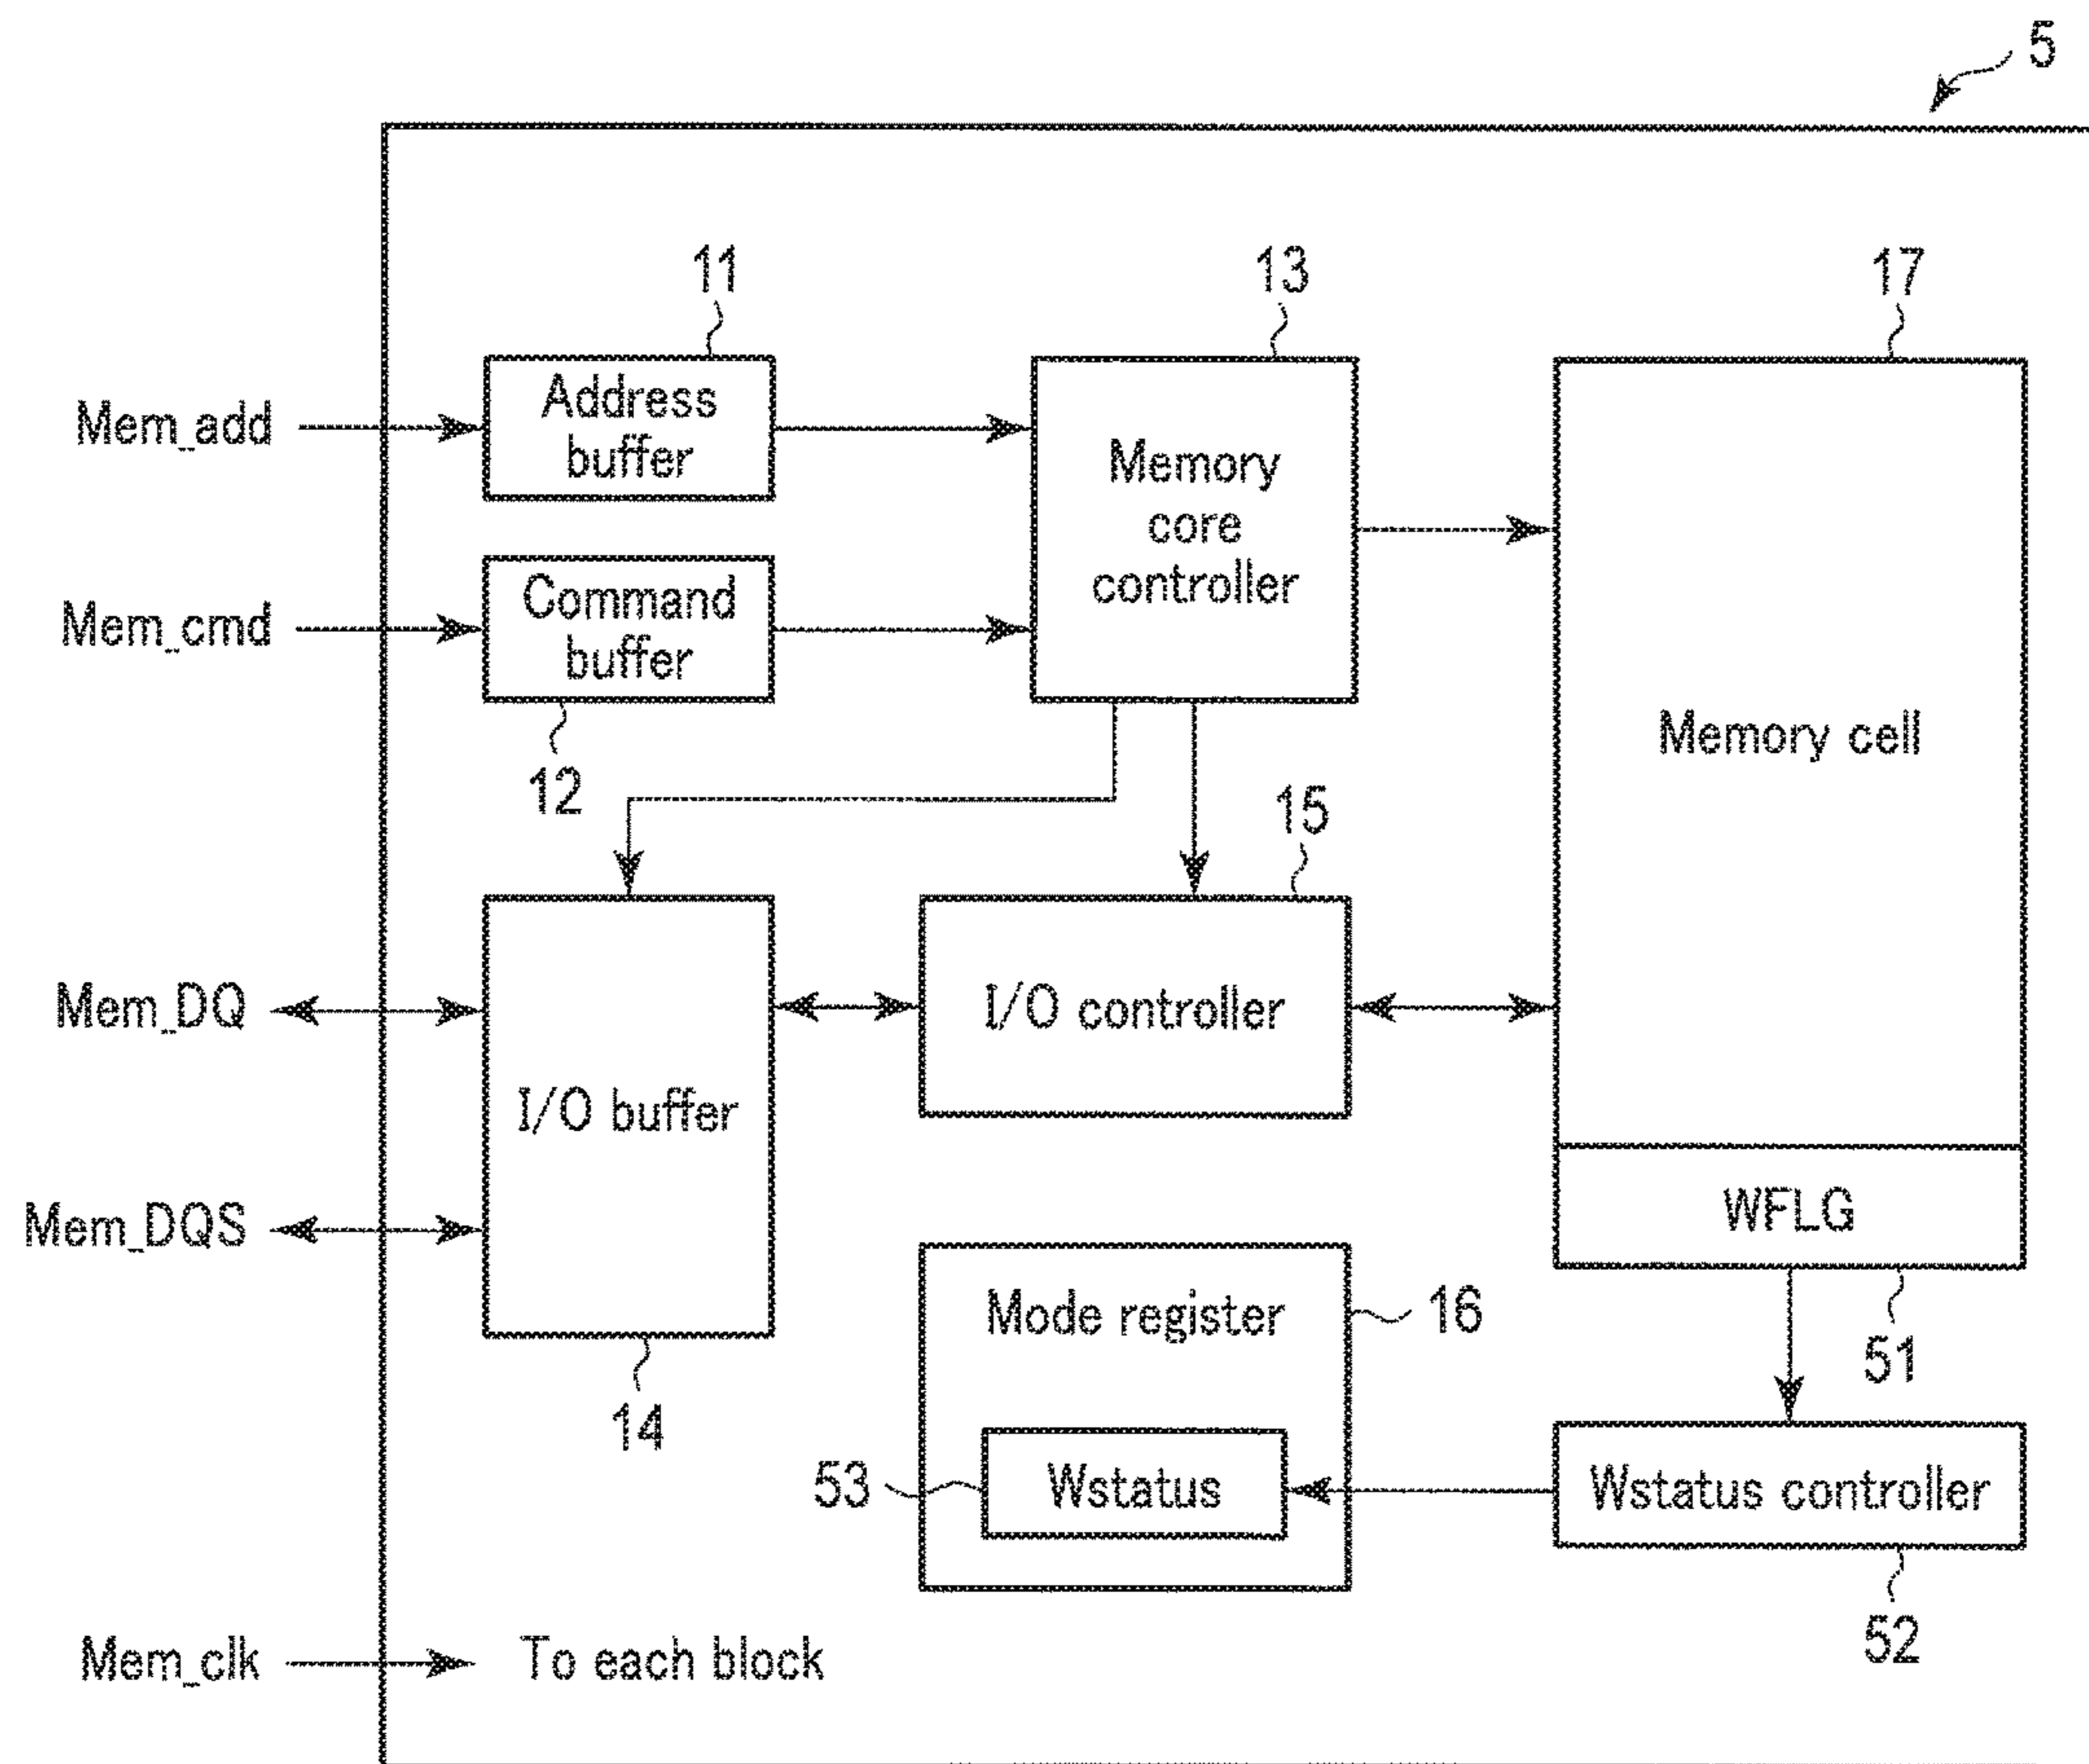 5
11
13
17
Mem_add
Address
buffer
Memory
core
controller
Mem_cmd
Command
buffer
Memory cell
12
15
Mem_DQ
I/O buffer
I/O controller
Mem_DQS
WFLG
Mode register
16
51
14
53
Wstatus
Wstatus controller
52
Mem_clk
To each block